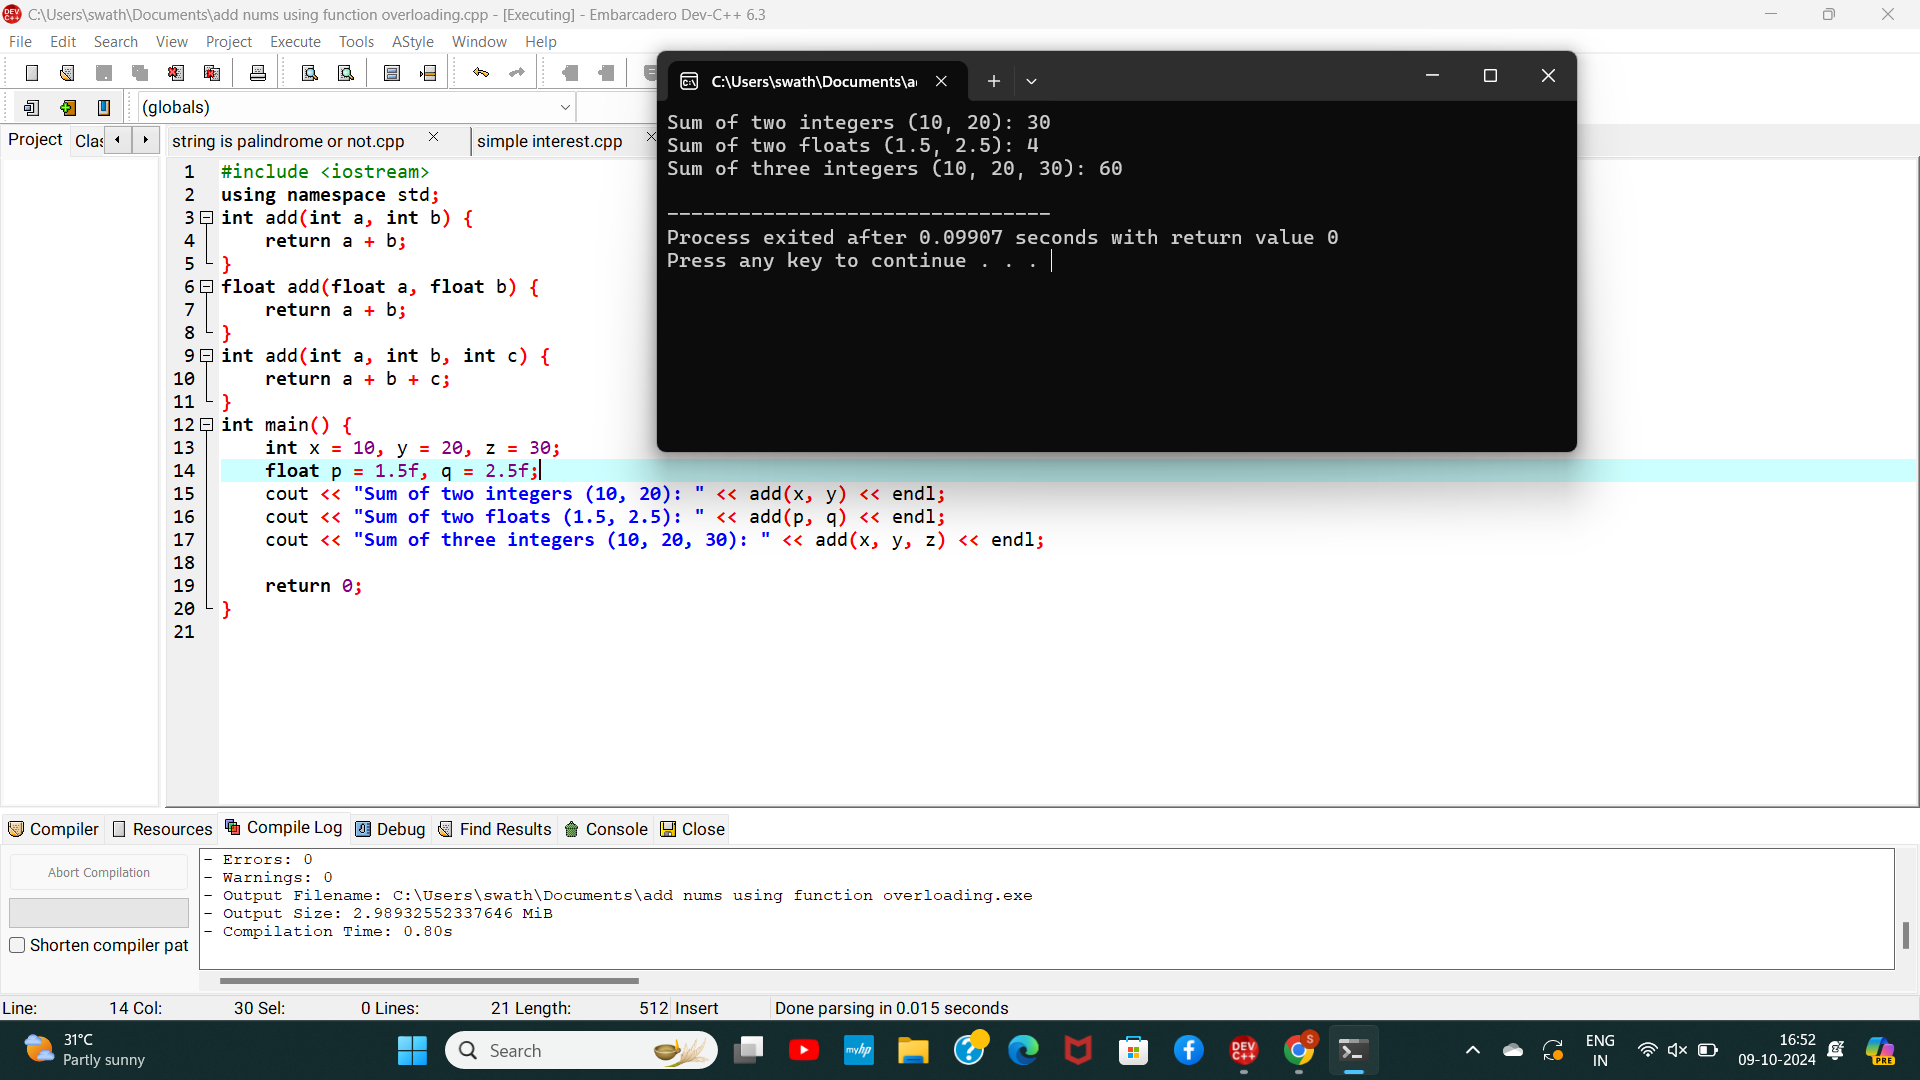 C:\Users\swath\Documents\add nums using function overloading.cpp - [Executing] - Embarcadero Dev-C++ 6.3
File Edit Search View Project Execute Tools AStyle Window Help
(globals)
Project Clas
string is palindrome or not.cpp
simple interest.cpp
1 #include <iostream>
2 using namespace std;
3 int add(int a, int b) {
4 return a + b;
5 }
6 float add(float a, float b) {
7 return a + b;
8 }
9 int add(int a, int b, int c) {
10 return a + b + c;
11 }
12 int main() {
13 int x = 10, y = 20, z = 30;
14 float p = 1.5f, q = 2.5f;
15 cout << "Sum of two integers (10, 20): " << add(x, y) << endl;
16 cout << "Sum of two floats (1.5, 2.5): " << add(p, q) << endl;
17 cout << "Sum of three integers (10, 20, 30): " << add(x, y, z) << endl;
18
19 return 0;
20 }
21
C:\Users\swath\Documents\a
Sum of two integers (10, 20): 30
Sum of two floats (1.5, 2.5): 4
Sum of three integers (10, 20, 30): 60
--------------------------------
Process exited after 0.09907 seconds with return value 0
Press any key to continue . . .
Compiler Resources Compile Log Debug Find Results Console Close
Abort Compilation
Shorten compiler pat
- Errors: 0
- Warnings: 0
- Output Filename: C:\Users\swath\Documents\add nums using function overloading.exe
- Output Size: 2.98932552337646 MiB
- Compilation Time: 0.80s
Line: 14 Col: 30 Sel: 0 Lines: 21 Length: 512 Insert Done parsing in 0.015 seconds
31°C
Partly sunny
Search
myhp
DEV C++
S
ENG
IN
16:52
09-10-2024
PRE